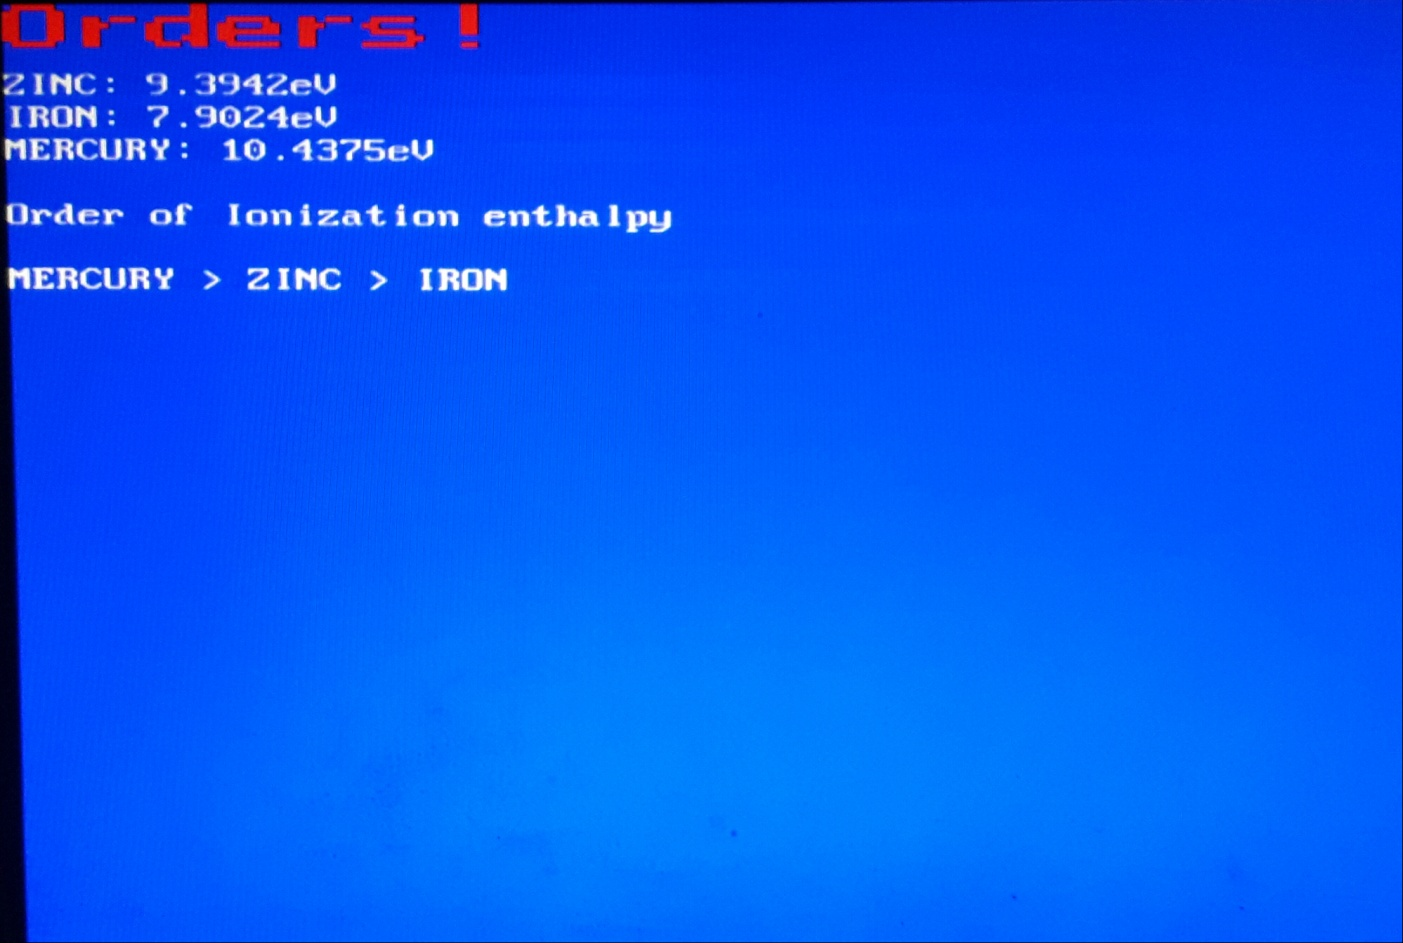 Orders!
ZINC: 9.3942eV
IRON: 7.9024eV
MERCURY: 10.4375eV
Order of Ionization enthalpy
MERCURY > ZINC > IRON